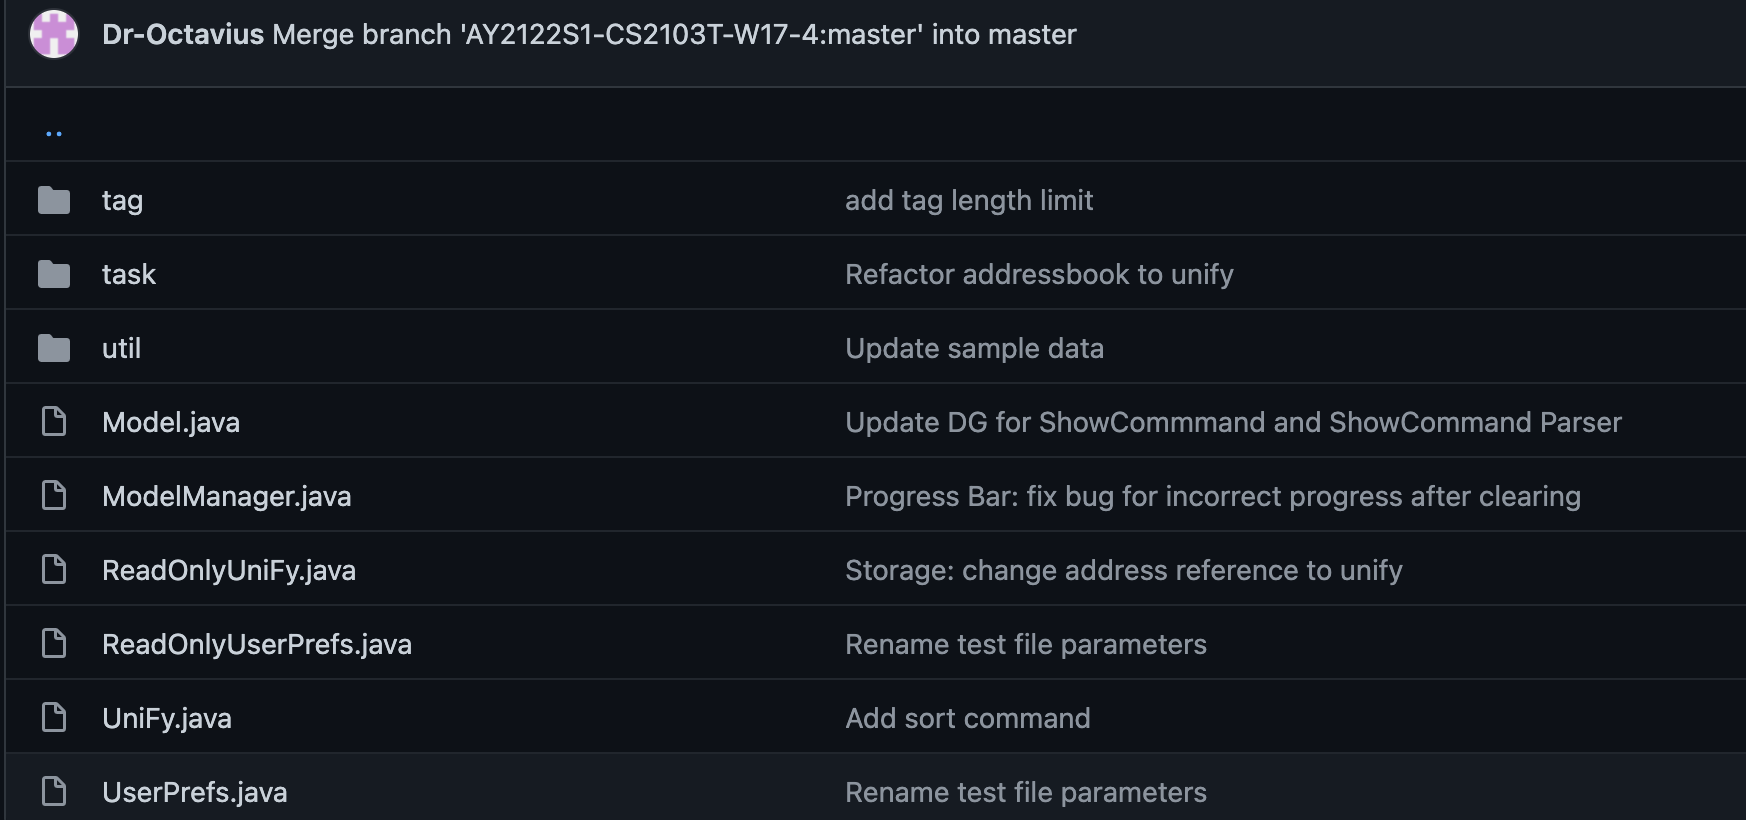 Dr-Octavius Merge branch 'AY2122S1-CS2103T-W17-4:master' into master
..
tag add tag length limit
task Refactor addressbook to unify
util Update sample data
Model.java Update DG for ShowCommmand and ShowCommand Parser
ModelManager.java Progress Bar: fix bug for incorrect progress after clearing
ReadOnlyUniFy.java Storage: change address reference to unify
ReadOnlyUserPrefs.java Rename test file parameters
UniFy.java Add sort command
UserPrefs.java Rename test file parameters